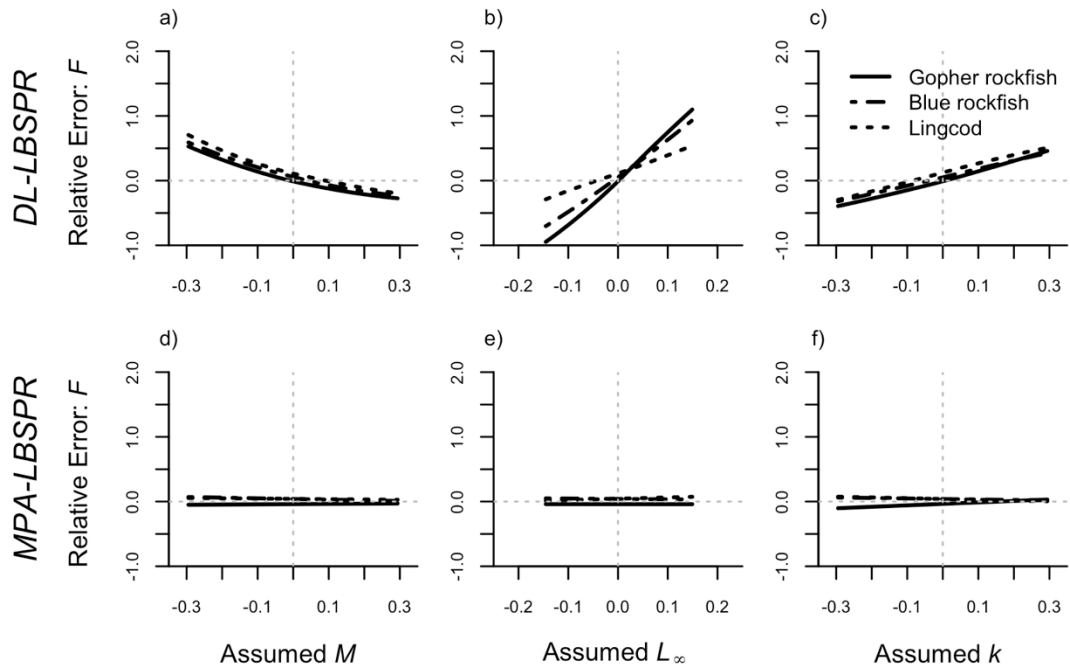 a)
b)
c)
DL-LBSPR
Relative Error: F
2.0
1.0
0.0
-1.0
-0.3 -0.1 0.1 0.3
2.0
1.0
0.0
-1.0
-0.2 -0.1 0.0 0.1 0.2
2.0
1.0
0.0
-1.0
-0.3 -0.1 0.1 0.3
Gopher rockfish
Blue rockfish
Lingcod
d)
e)
f)
MPA-LBSPR
Relative Error: F
2.0
1.0
0.0
-1.0
-0.3 -0.1 0.1 0.3
2.0
1.0
0.0
-1.0
-0.2 -0.1 0.0 0.1 0.2
2.0
1.0
0.0
-1.0
-0.3 -0.1 0.1 0.3
Assumed M
Assumed L∞
Assumed k